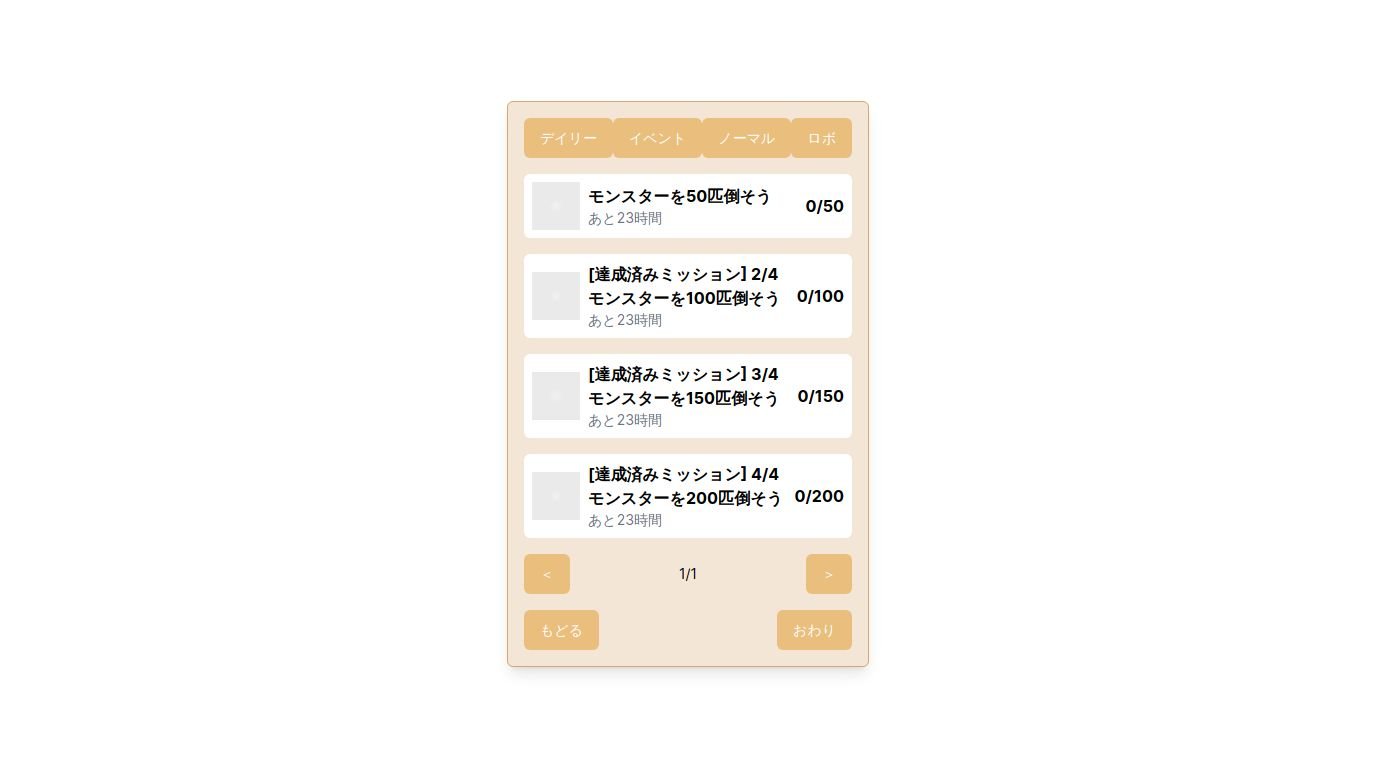 デイリー イベント ノーマル ロボ
モンスターを50匹倒そう
あと23時間
0/50
[達成済みミッション] 2/4
モンスターを100匹倒そう
あと23時間
0/100
[達成済みミッション] 3/4
モンスターを150匹倒そう
あと23時間
0/150
[達成済みミッション] 4/4
モンスターを200匹倒そう
あと23時間
0/200
< 1/1 >
もどる おわり